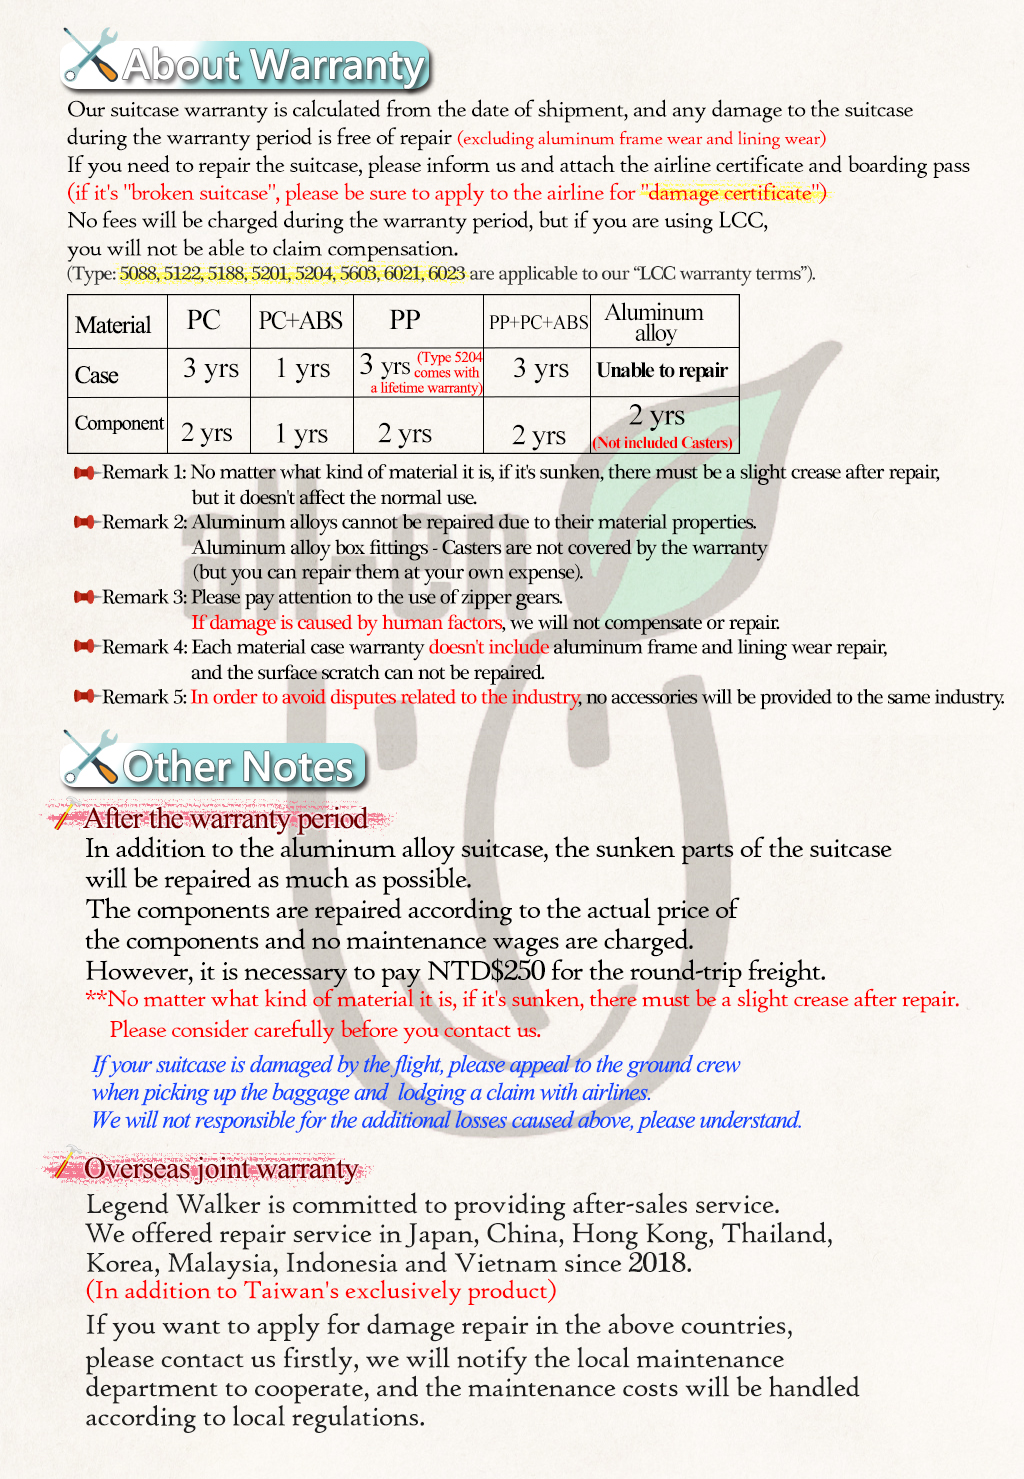 About Warranty
Our suitcase warranty is calculated from the date of shipment, and any damage to the suitcase
during the warranty period is free of repair (excluding aluminum frame wear and lining wear)
If you need to repair the suitcase, please inform us and attach the airline certificate and boarding pass
(if it's "broken suitcase", please be sure to apply to the airline for "damage certificate")
No fees will be charged during the warranty period, but if you are using LCC,
you will not be able to claim compensation.
(Type: 5088, 5122, 5188, 5201, 5204, 5603, 6021, 6023 are applicable to our “LCC warranty terms”).
Material PC PC+ABS PP PP+PC+ABS Aluminum alloy
Case 3 yrs 1 yrs 3 yrs (Type 5204 comes with a lifetime warranty) 3 yrs Unable to repair
Component 2 yrs 1 yrs 2 yrs 2 yrs 2 yrs (Not included Casters)
Remark 1: No matter what kind of material it is, if it's sunken, there must be a slight crease after repair,
but it doesn't affect the normal use.
Remark 2: Aluminum alloys cannot be repaired due to their material properties.
Aluminum alloy box fittings - Casters are not covered by the warranty
(but you can repair them at your own expense).
Remark 3: Please pay attention to the use of zipper gears.
If damage is caused by human factors, we will not compensate or repair.
Remark 4: Each material case warranty doesn't include aluminum frame and lining wear repair,
and the surface scratch can not be repaired.
Remark 5: In order to avoid disputes related to the industry, no accessories will be provided to the same industry.
all-en
Other Notes
After the warranty period
In addition to the aluminum alloy suitcase, the sunken parts of the suitcase
will be repaired as much as possible.
The components are repaired according to the actual price of
the components and no maintenance wages are charged.
However, it is necessary to pay NTD$250 for the round-trip freight.
**No matter what kind of material it is, if it's sunken, there must be a slight crease after repair.
Please consider carefully before you contact us.
If your suitcase is damaged by the flight, please appeal to the ground crew
when picking up the baggage and lodging a claim with airlines.
We will not responsible for the additional losses caused above, please understand.
Overseas joint warranty
Legend Walker is committed to providing after-sales service.
We offered repair service in Japan, China, Hong Kong, Thailand,
Korea, Malaysia, Indonesia and Vietnam since 2018.
(In addition to Taiwan's exclusively product)
If you want to apply for damage repair in the above countries,
please contact us firstly, we will notify the local maintenance
department to cooperate, and the maintenance costs will be handled
according to local regulations.